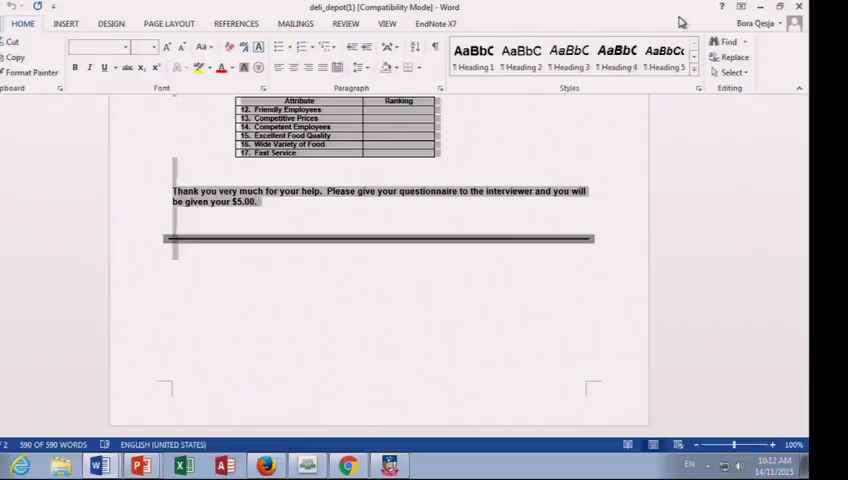 deli_depot(1) [Compatibility Mode] - Word
HOME INSERT DESIGN PAGE LAYOUT REFERENCES MAILINGS REVIEW VIEW EndNote X7
Bora Qesja
Cut
Copy
Format Painter
Font
Paragraph
AaBbC AaBbC AaBbC AaBbC AaBbCc
¶ Heading 1 ¶ Heading 2 ¶ Heading 3 ¶ Heading 4 ¶ Heading 5
Styles
Find
Replace
Select
Editing
Attribute Ranking
12. Friendly Employees
13. Competitive Prices
14. Competent Employees
15. Excellent Food Quality
16. Wide Variety of Food
17. Fast Service
Thank you very much for your help. Please give your questionnaire to the interviewer and you will
be given your $5.00.
OF 2 590 OF 590 WORDS ENGLISH (UNITED STATES) 100%
EN
10:12 AM
14/11/2015